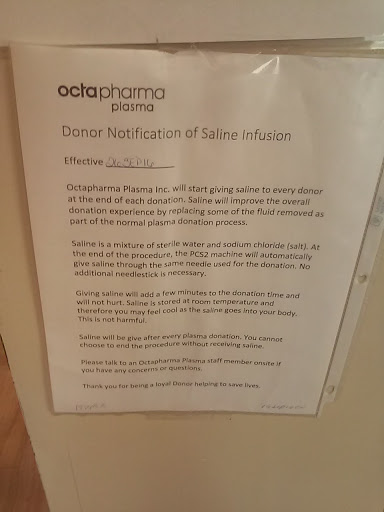 octapharma
plasma
Donor Notification of Saline Infusion
Effective 06SEP16
Octapharma Plasma Inc. will start giving saline to every donor
at the end of each donation. Saline will improve the overall
donation experience by replacing some of the fluid removed as
part of the normal plasma donation process.
Saline is a mixture of sterile water and sodium chloride (salt). At
the end of the procedure, the PCS2 machine will automatically
give saline through the same needle used for the donation. No
additional needlestick is necessary.
Giving saline will add a few minutes to the donation time and
will not hurt. Saline is stored at room temperature and
therefore you may feel cool as the saline goes into your body.
This is not harmful.
Saline will be give after every plasma donation. You cannot
choose to end the procedure without receiving saline.
Please talk to an Octapharma Plasma staff member onsite if
you have any concerns or questions.
Thank you for being a loyal Donor helping to save lives.